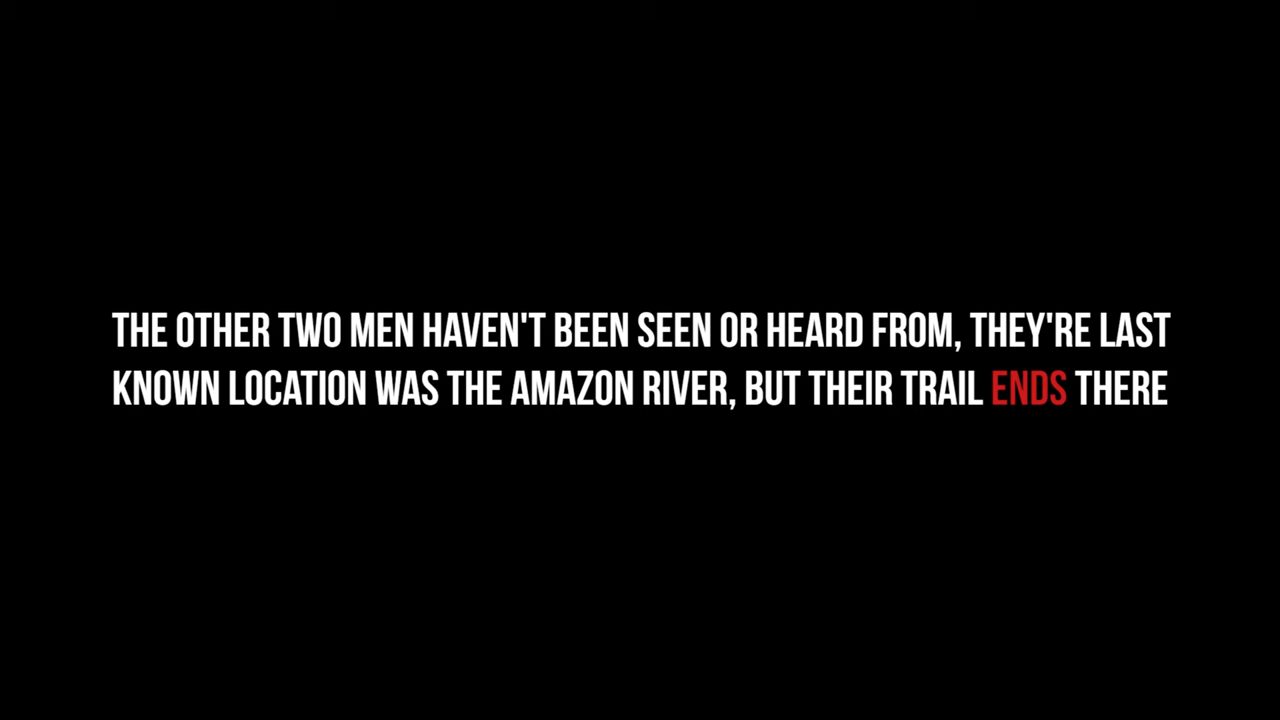 THE OTHER TWO MEN HAVEN'T BEEN SEEN OR HEARD FROM, THEY'RE LAST
KNOWN LOCATION WAS THE AMAZON RIVER, BUT THEIR TRAIL ENDS THERE